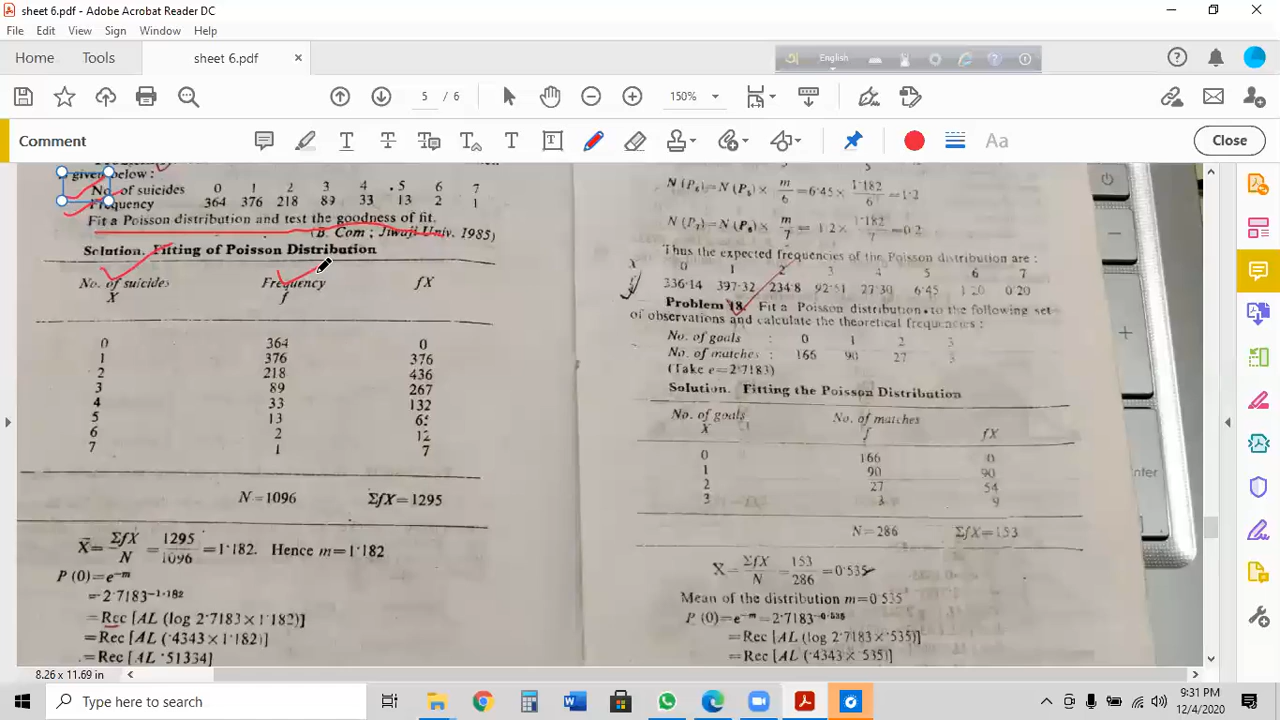 sheet 6.pdf - Adobe Acrobat Reader DC
File Edit View Sign Window Help
Home Tools sheet 6.pdf × English
5 / 6 150%
Comment Close
is given below :
No. of suicides 0 1 2 3 4 5 6 7
Frequency 364 376 218 89 33 13 2 1
Fit a Poisson distribution and test the goodness of fit.
(B. Com ; Jiwaji Univ. 1985)
Solution. Fitting of Poisson Distribution
No. of suicides Frequency fX
X f
0 364 0
1 376 376
2 218 436
3 89 267
4 33 132
5 13 65
6 2 12
7 1 7
N=1096 ΣfX=1295
X̄= ΣfX/N = 1295/1096 =1·182. Hence m=1·182
P (0)=e⁻ᵐ
=2·7183⁻¹·¹⁸²
=Rec [AL (log 2·7183×1·182)]
=Rec [AL (·4343×1·182)]
=Rec [AL ·51334]
N (P₆)=N (P₅)× m/6 =6·45× 1·182/6 =1·2
N (P₇)=N (P₆)× m/7 =1·2× 1·182/7 =0·2
Thus the expected frequencies of the Poisson distribution are :
X 0 1 2 3 4 5 6 7
336·14 397·32 234·8 92·51 27·30 6·45 1·20 0·20
Problem 18. Fit a Poisson distribution to the following set
of observations and calculate the theoretical frequencies :
No. of goals : 0 1 2 3
No. of matches : 166 90 27 3
(Take e=2·7183)
Solution. Fitting the Poisson Distribution
No. of goals No. of matches
X f fX
0 166 0
1 90 90
2 27 54
3 3 9
N=286 ΣfX=153
X̄= ΣfX/N = 153/286 =0·535
Mean of the distribution m=0·535
P (0)=e⁻ᵐ=2·7183⁻⁰·⁵³⁵
=Rec [AL (log 2·7183×·535)]
=Rec [AL (·4343×·535)]
enter
8.26 x 11.69 in
Type here to search
9:31 PM
12/4/2020